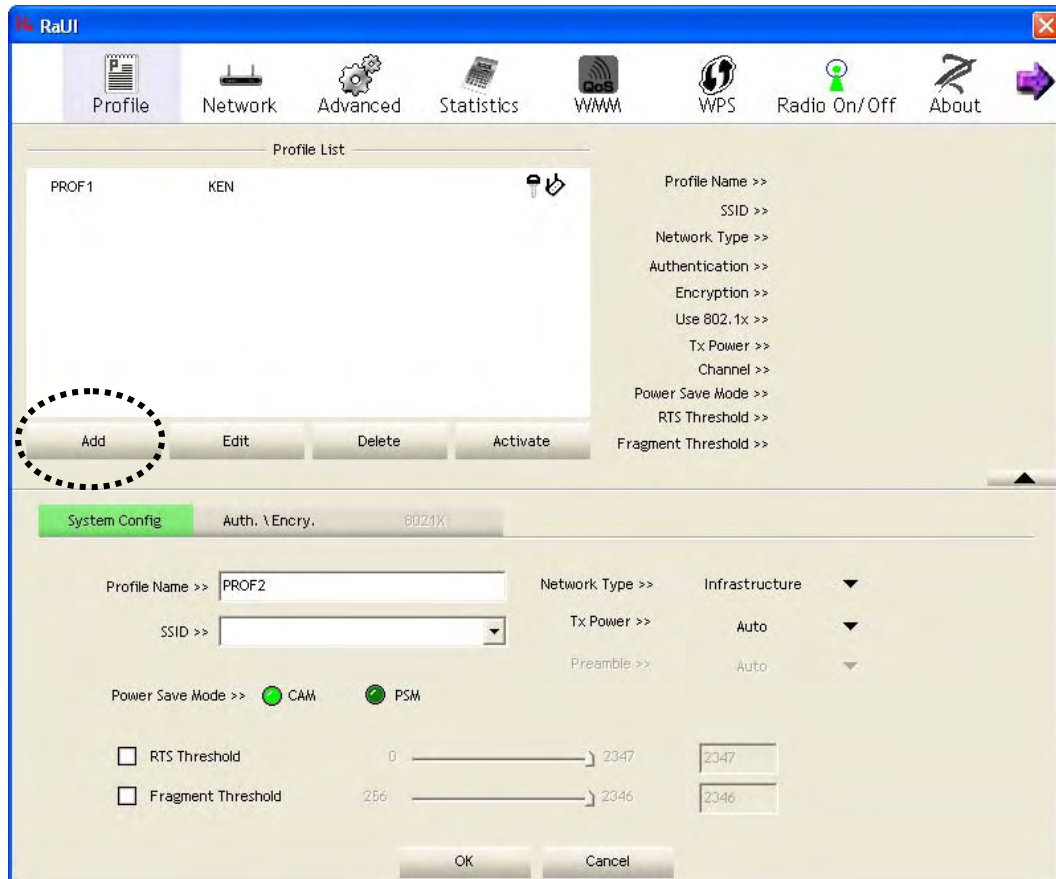 RaUI
Profile Network Advanced Statistics QoS WMM WPS Radio On/Off About
Profile List
PROF1 KEN
Profile Name >>
SSID >>
Network Type >>
Authentication >>
Encryption >>
Use 802.1x >>
Tx Power >>
Channel >>
Power Save Mode >>
RTS Threshold >>
Fragment Threshold >>
Add Edit Delete Activate
System Config Auth. \ Encry. 8021X
Profile Name >> PROF2 Network Type >> Infrastructure
SSID >> Tx Power >> Auto
Preamble >> Auto
Power Save Mode >> CAM PSM
RTS Threshold 0 2347 2347
Fragment Threshold 256 2346 2346
OK Cancel